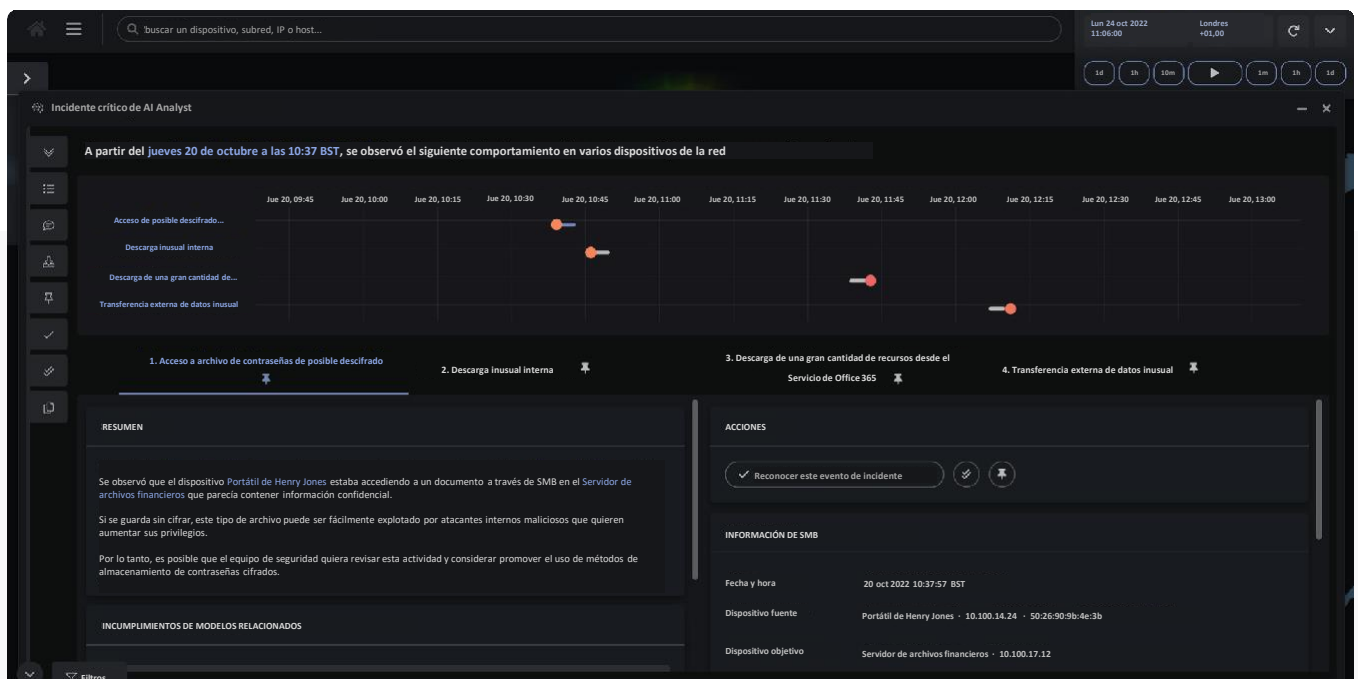 'buscar un dispositivo, subred, IP o host...
Lun 24 oct 2022
11:06:00
Londres
+01,00
1d
1h
10m
1m
1h
1d
Incidente crítico de AI Analyst
A partir del jueves 20 de octubre a las 10:37 BST, se observó el siguiente comportamiento en varios dispositivos de la red
Jue 20, 09:45 Jue 20, 10:00 Jue 20, 10:15 Jue 20, 10:30 Jue 20, 10:45 Jue 20, 11:00 Jue 20, 11:15 Jue 20, 11:30 Jue 20, 11:45 Jue 20, 12:00 Jue 20, 12:15 Jue 20, 12:30 Jue 20, 12:45 Jue 20, 13:00
Acceso de posible descifrado...
Descarga inusual interna
Descarga de una gran cantidad de...
Transferencia externa de datos inusual
1. Acceso a archivo de contraseñas de posible descifrado
2. Descarga inusual interna
3. Descarga de una gran cantidad de recursos desde el
Servicio de Office 365
4. Transferencia externa de datos inusual
RESUMEN
Se observó que el dispositivo Portátil de Henry Jones estaba accediendo a un documento a través de SMB en el Servidor de
archivos financieros que parecía contener información confidencial.
Si se guarda sin cifrar, este tipo de archivo puede ser fácilmente explotado por atacantes internos maliciosos que quieren
aumentar sus privilegios.
Por lo tanto, es posible que el equipo de seguridad quiera revisar esta actividad y considerar promover el uso de métodos de
almacenamiento de contraseñas cifrados.
INCUMPLIMIENTOS DE MODELOS RELACIONADOS
ACCIONES
Reconocer este evento de incidente
INFORMACIÓN DE SMB
Fecha y hora 20 oct 2022 10:37:57 BST
Dispositivo fuente Portátil de Henry Jones · 10.100.14.24 · 50:26:90:9b:4e:3b
Dispositivo objetivo Servidor de archivos financieros · 10.100.17.12
Filtros